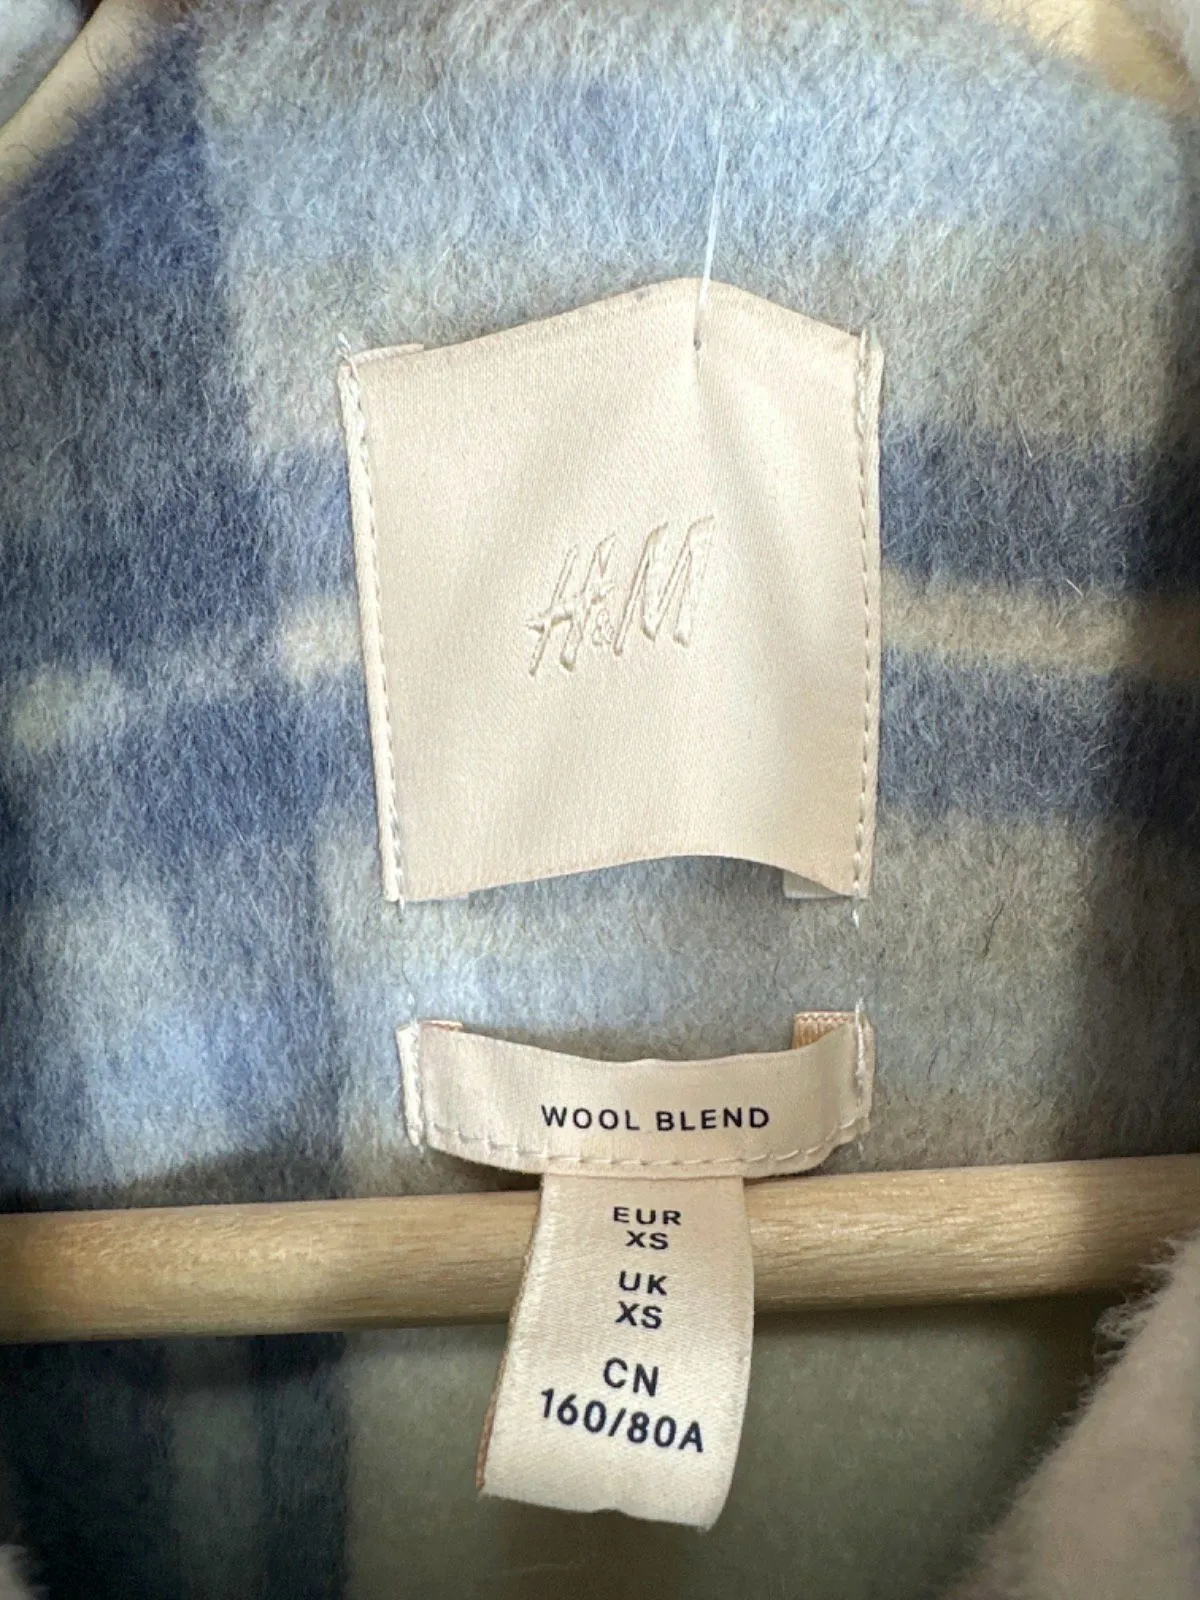 H&M
WOOL BLEND
EUR
XS
UK
XS
CN
160/80A